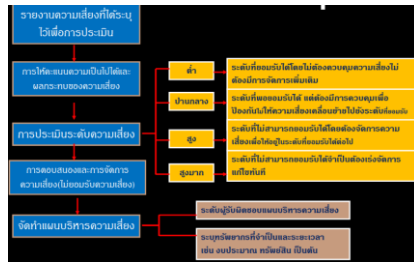 รายงานความเสี่ยงที่ได้ระบุ
ไว้เพื่อการประเมิน
การให้คะแนความเป็นไปได้และ
ผลกระทบของความเสี่ยง
การประเมินระดับความเสี่ยง
การตอบสนองและการจัดการ
ความเสี่ยง(ไม่ยอมรับความเสี่ยง)
จัดทำแผนบริหารความเสี่ยง
ต่ำ
ระดับที่ยอมรับได้โดยไม่ต้องควบคุมความเสี่ยงไม่
ต้องมีการจัดการเพิ่มเติม
ปานกลาง
ระดับที่พอยอมรับได้ แต่ต้องมีการควบคุมเพื่อ
ป้องกันไม่ให้ความเสี่ยงเคลื่อนย้ายไปยังระดับที่ยอมรับไม่ได้
สูง
ระดับที่ไม่สามารถยอมรับได้โดยต้องจัดการความ
เสี่ยงเพื่อให้อยู่ในระดับที่ยอมรับได้ต่อไป
สูงมาก
ระดับที่ไม่สามารถยอมรับได้จำเป็นต้องเร่งจัดการ
แก้ไขทันที
ระดับผู้รับผิดชอบแผนบริหารความเสี่ยง
ระบุทรัพยากรที่จำเป็นและระยะเวลา
เช่น งบประมาณ ทรัพย์สิน เป็นต้น